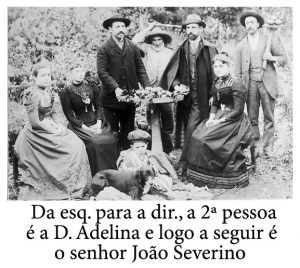 Da esq. para a dir., a 2ª pessoa
é a D. Adelina e logo a seguir é
o senhor João Severino